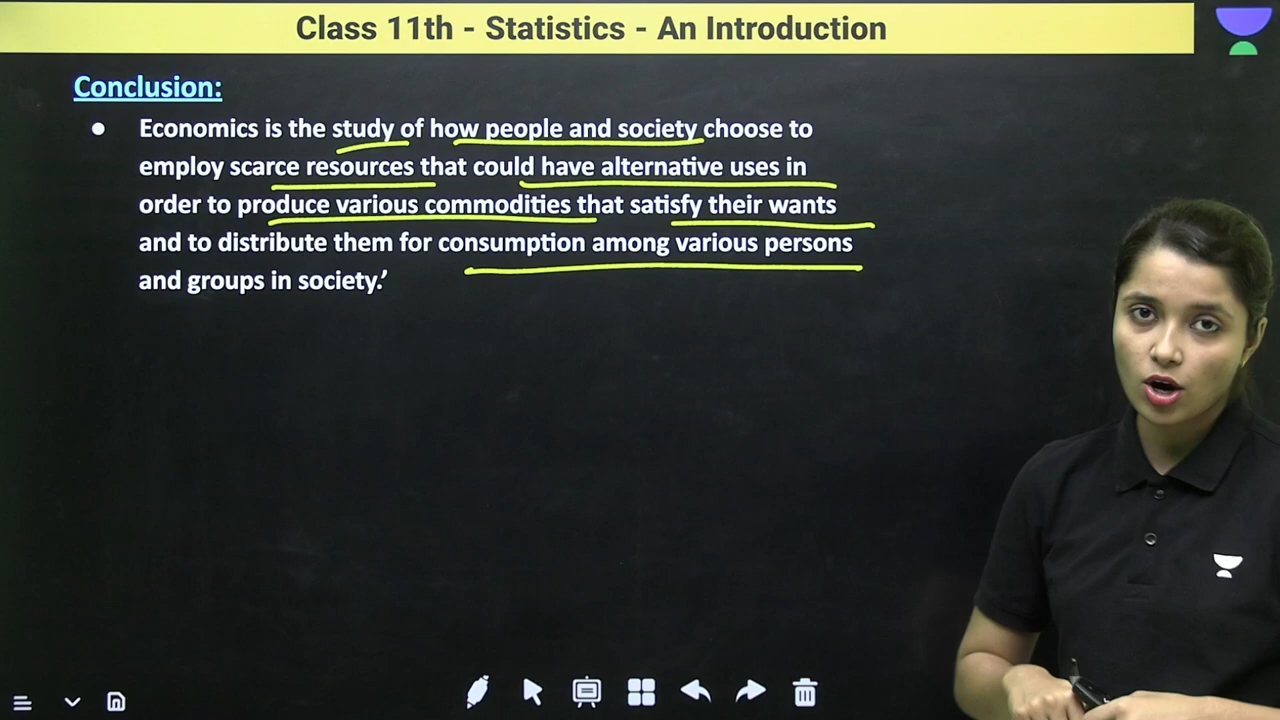 Class 11th - Statistics - An Introduction
Conclusion:
● Economics is the study of how people and society choose to
employ scarce resources that could have alternative uses in
order to produce various commodities that satisfy their wants
and to distribute them for consumption among various persons
and groups in society.’